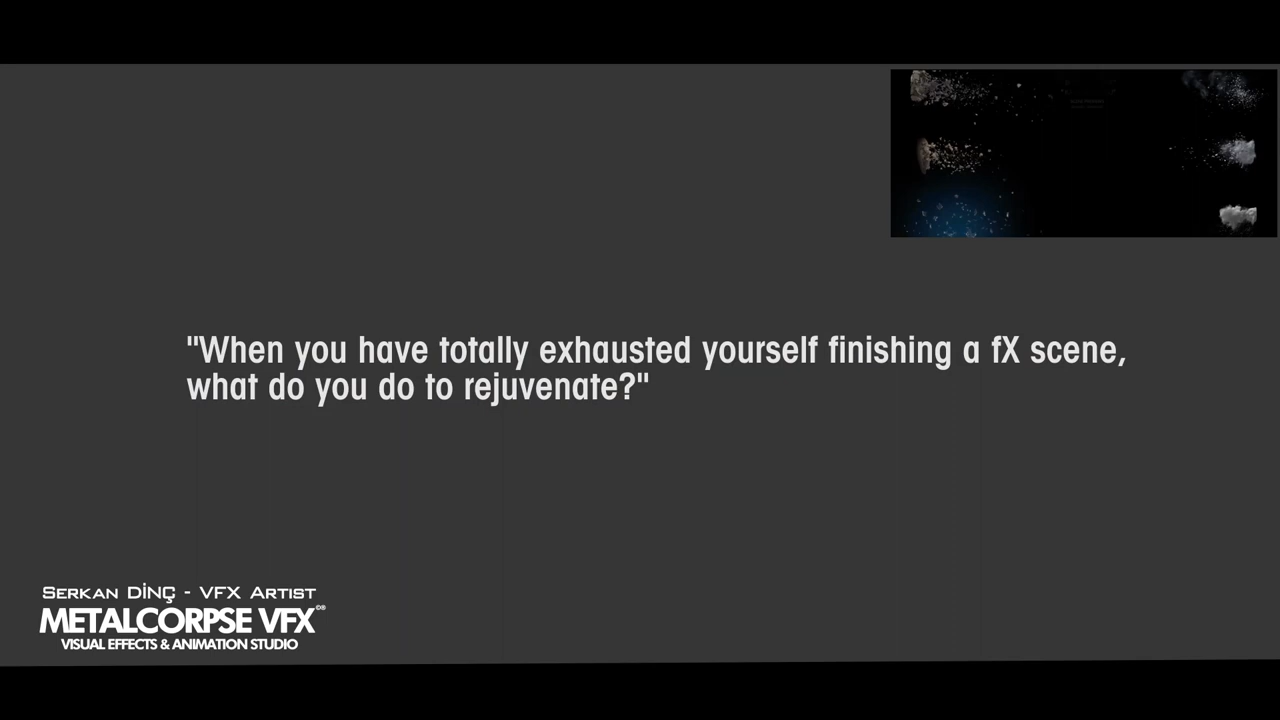 "When you have totally exhausted yourself finishing a fX scene,
what do you do to rejuvenate?"
SERKAN DİNÇ - VFX ARTIST
METALCORPSE VFX©®
VISUAL EFFECTS & ANIMATION STUDIO